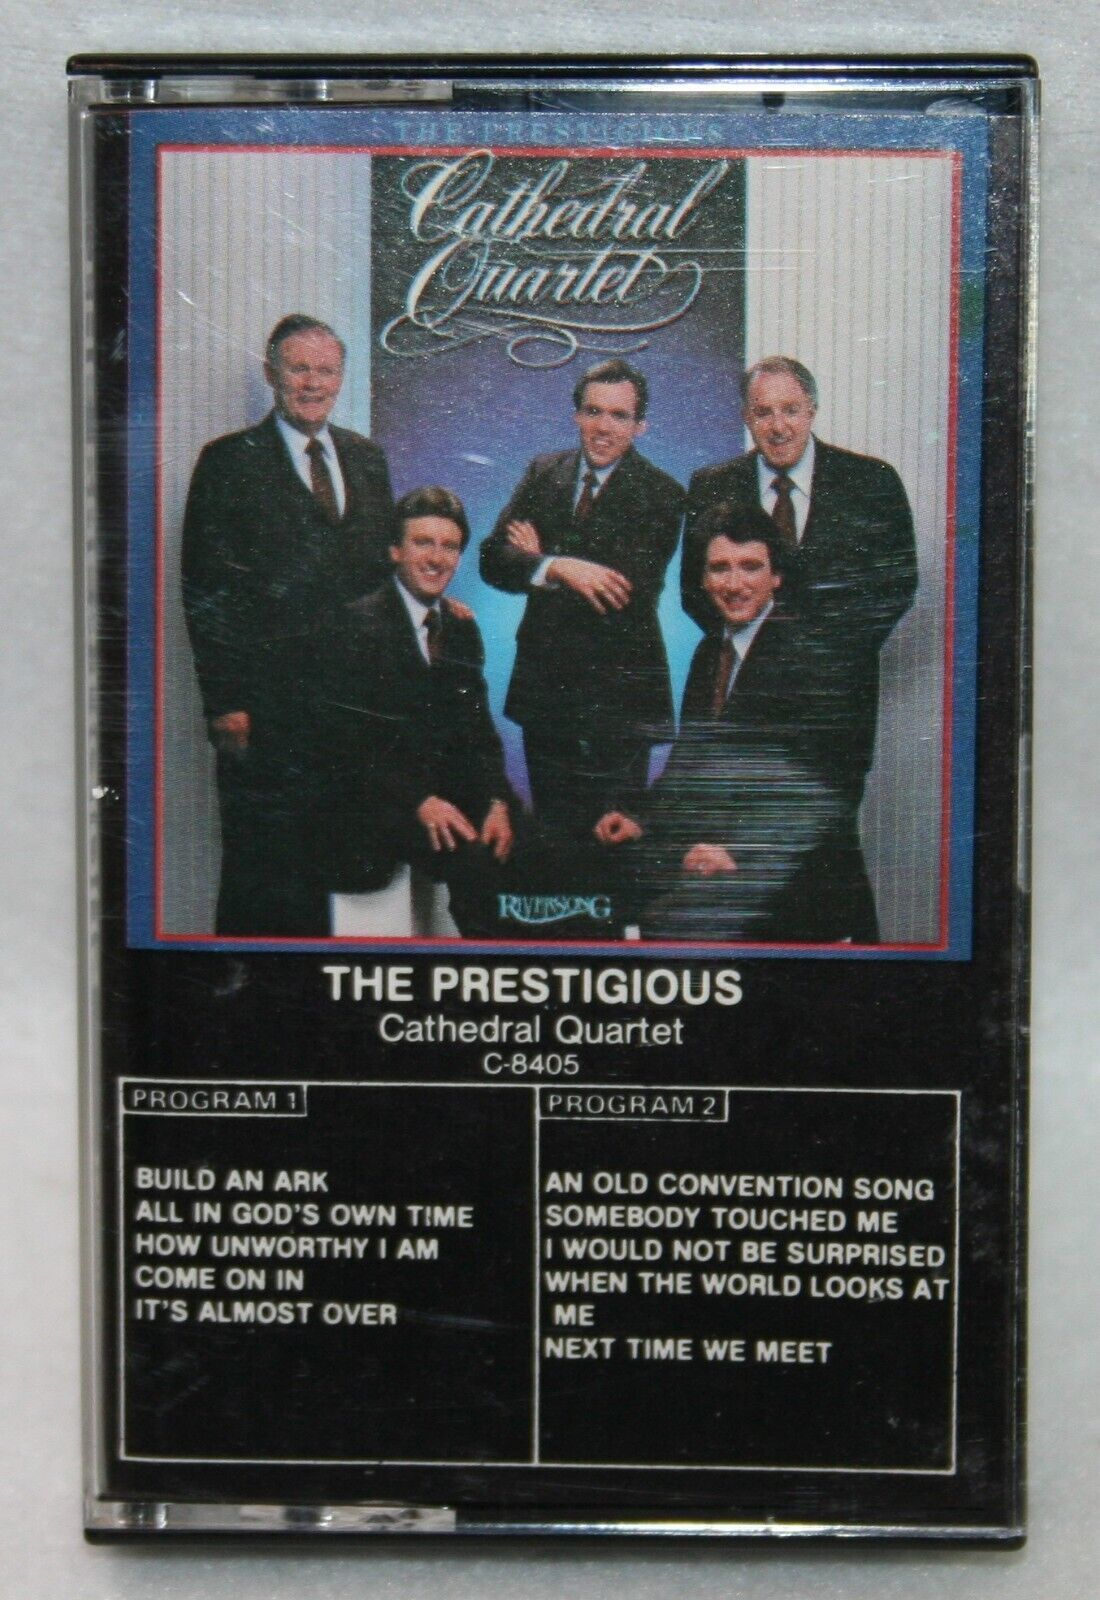 THE PRESTIGIOUS
Cathedral
Quartet
RIVERSONG
THE PRESTIGIOUS
Cathedral Quartet
C-8405
PROGRAM 1
BUILD AN ARK
ALL IN GOD'S OWN TIME
HOW UNWORTHY I AM
COME ON IN
IT'S ALMOST OVER
PROGRAM 2
AN OLD CONVENTION SONG
SOMEBODY TOUCHED ME
I WOULD NOT BE SURPRISED
WHEN THE WORLD LOOKS AT
ME
NEXT TIME WE MEET